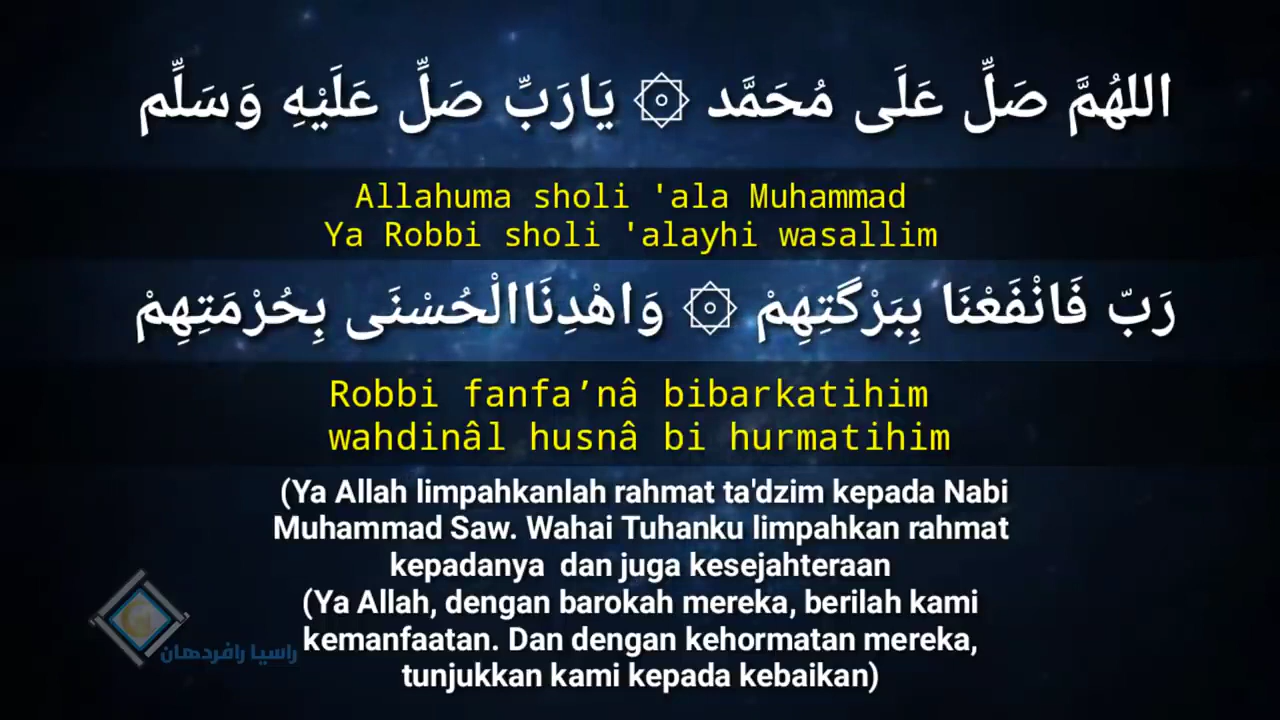 اللهُمَّ صَلِّ عَلَى مُحَمَّد ۞ يَارَبِّ صَلِّ عَلَيْهِ وَسَلِّم
Allahuma sholi 'ala Muhammad
Ya Robbi sholi 'alayhi wasallim
رَبّ فَانْفَعْنَا بِبَرْگتِهِمْ ۞ وَاهْدِنَاالْحُسْنَى بِحُرْمَتِهِمْ
Robbi fanfa’nâ bibarkatihim
wahdinâl husnâ bi hurmatihim
(Ya Allah limpahkanlah rahmat ta'dzim kepada Nabi
Muhammad Saw. Wahai Tuhanku limpahkan rahmat
kepadanya dan juga kesejahteraan
(Ya Allah, dengan barokah mereka, berilah kami
kemanfaatan. Dan dengan kehormatan mereka,
tunjukkan kami kepada kebaikan)
راسيا رافردهان